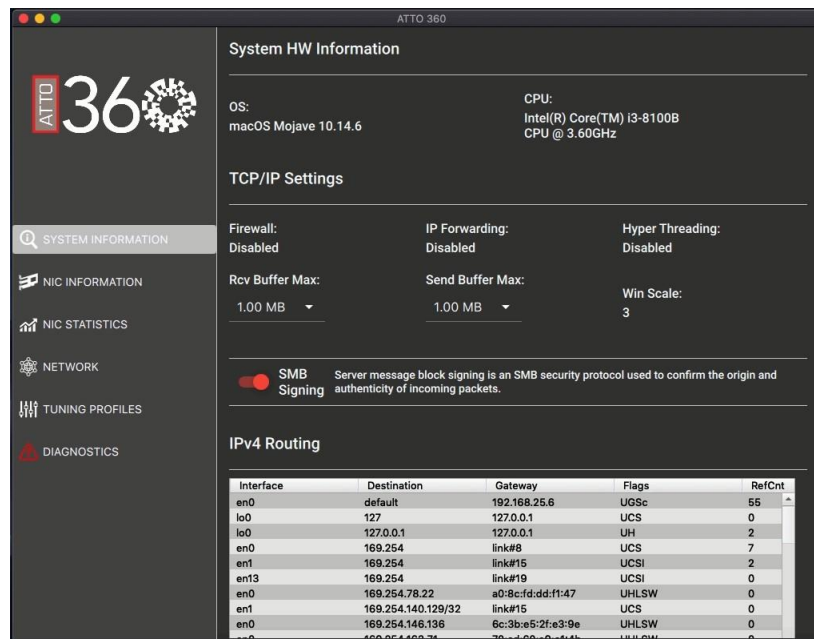 ATTO 360
ATTO
360
SYSTEM INFORMATION
NIC INFORMATION
NIC STATISTICS
NETWORK
TUNING PROFILES
DIAGNOSTICS
System HW Information
OS:
macOS Mojave 10.14.6
CPU:
Intel(R) Core(TM) i3-8100B
CPU @ 3.60GHz
TCP/IP Settings
Firewall:
Disabled
IP Forwarding:
Disabled
Hyper Threading:
Disabled
Rcv Buffer Max:
1.00 MB
Send Buffer Max:
1.00 MB
Win Scale:
3
SMB
Signing
Server message block signing is an SMB security protocol used to confirm the origin and
authenticity of incoming packets.
IPv4 Routing
Interface Destination Gateway Flags RefCnt
en0 default 192.168.25.6 UGSc 55
lo0 127 127.0.0.1 UCS 0
lo0 127.0.0.1 127.0.0.1 UH 2
en0 169.254 link#8 UCS 7
en1 169.254 link#15 UCSI 2
en13 169.254 link#19 UCSI 0
en0 169.254.78.22 a0:8c:fd:dd:f1:47 UHLSW 0
en1 169.254.140.129/32 link#15 UCS 0
en0 169.254.146.136 6c:3b:e5:2f:e3:9e UHLSW 0